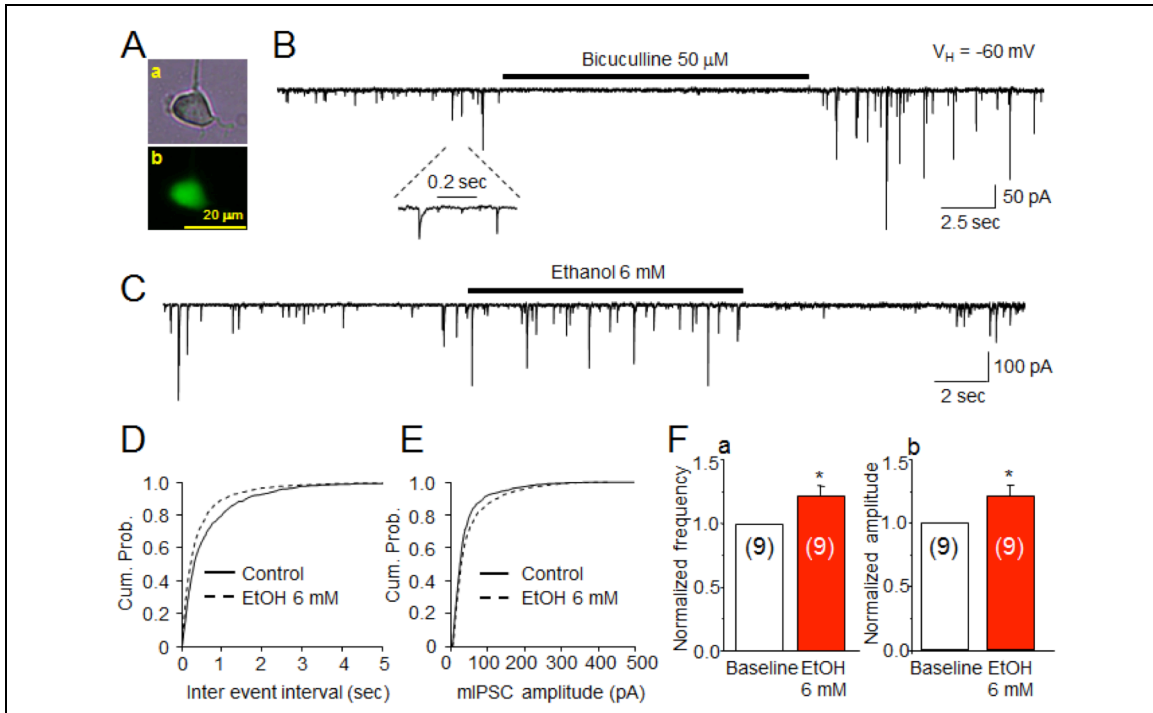 A
a
b
20 μm
B
Bicuculline 50 μM
V_H = -60 mV
0.2 sec
50 pA
2.5 sec
C
Ethanol 6 mM
100 pA
2 sec
D
Cum. Prob.
1.0
0.8
0.6
0.4
0.2
0
Control
EtOH 6 mM
0 1 2 3 4 5
Inter event interval (sec)
E
Cum. Prob.
1.0
0.8
0.6
0.4
0.2
0
Control
EtOH 6 mM
0 100 200 300 400 500
mIPSC amplitude (pA)
F
a
Normalized frequency
1.5
1.0
0.5
0.0
*
(9) (9)
Baseline EtOH
6 mM
b
Normalized amplitude
1.5
1.0
0.5
0.0
*
(9) (9)
Baseline EtOH
6 mM